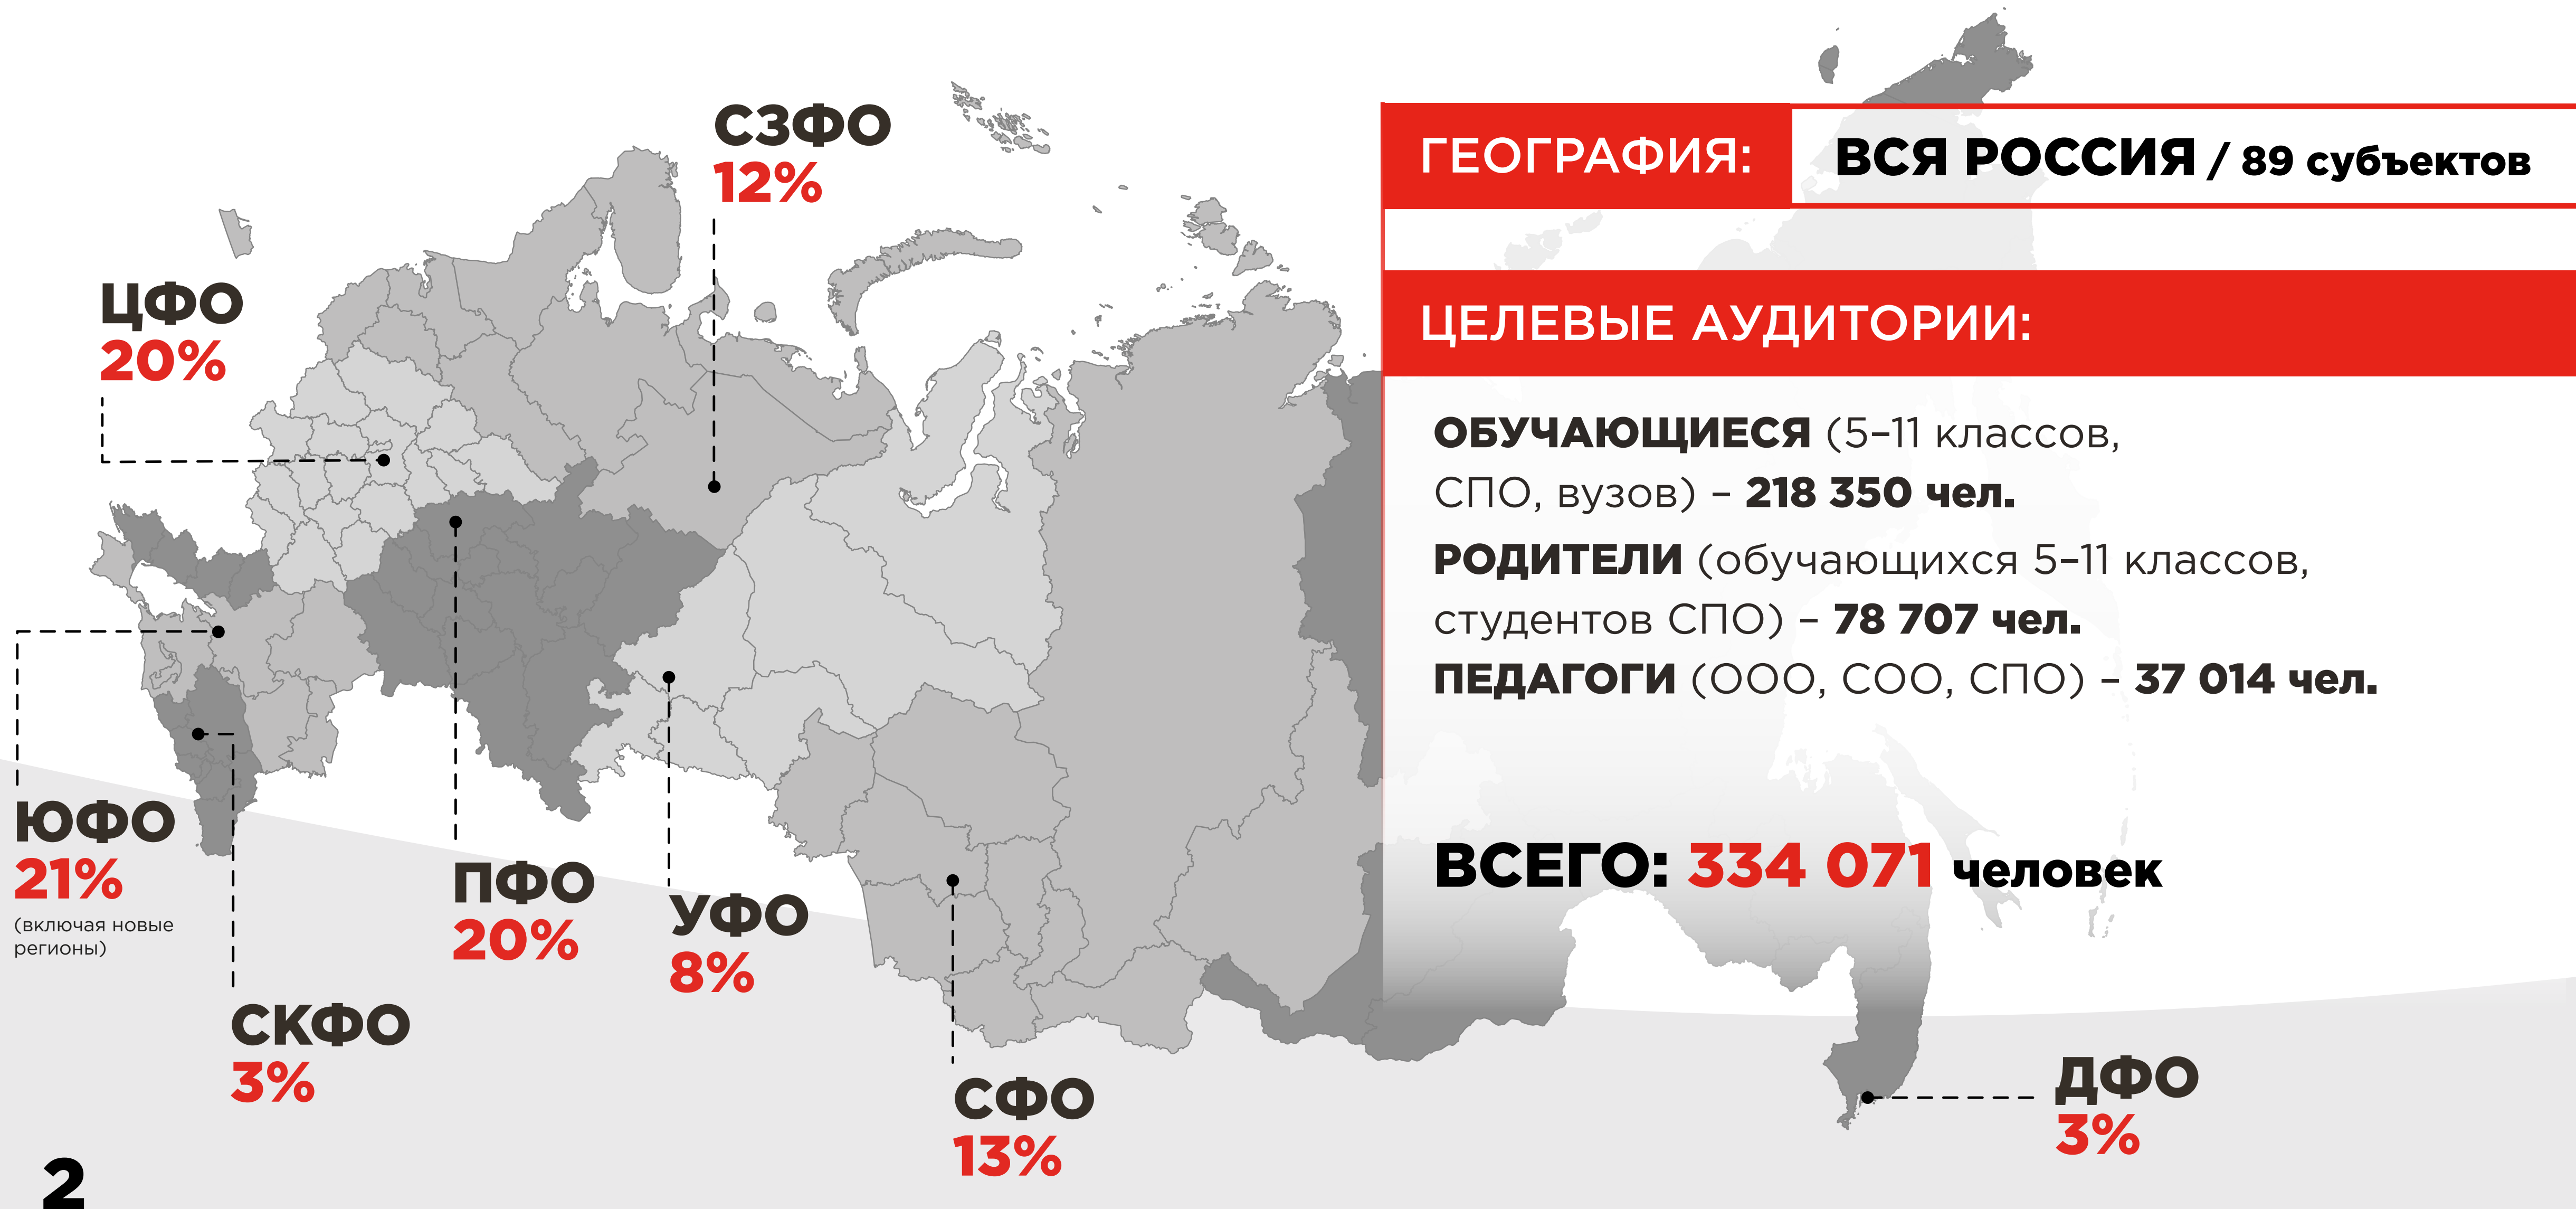 СЗФО
12%
ЦФО
20%
ЮФО
21%
(включая новые
регионы)
СКФО
3%
ПФО
20%
УФО
8%
СФО
13%
ДФО
3%
ГЕОГРАФИЯ:
ВСЯ РОССИЯ / 89 субъектов
ЦЕЛЕВЫЕ АУДИТОРИИ:
ОБУЧАЮЩИЕСЯ (5–11 классов,
СПО, вузов) – 218 350 чел.
РОДИТЕЛИ (обучающихся 5–11 классов,
студентов СПО) – 78 707 чел.
ПЕДАГОГИ (ООО, СОО, СПО) – 37 014 чел.
ВСЕГО: 334 071 человек
2